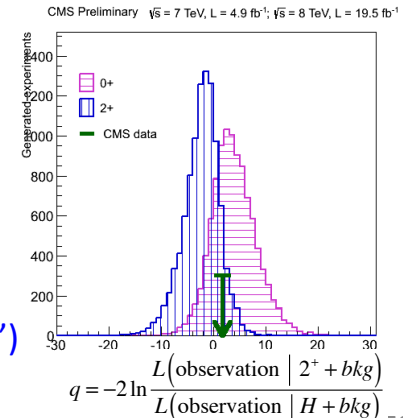 CMS Preliminary √s = 7 TeV, L = 4.9 fb⁻¹; √s = 8 TeV, L = 19.5 fb⁻¹
Generated experiments
1400
1200
1000
800
600
400
200
0
0+
2+
CMS data
-30 -20 -10 0 10 20 30
")
q = −2 ln L(observation | 2⁺ + bkg) / L(observation | H + bkg)